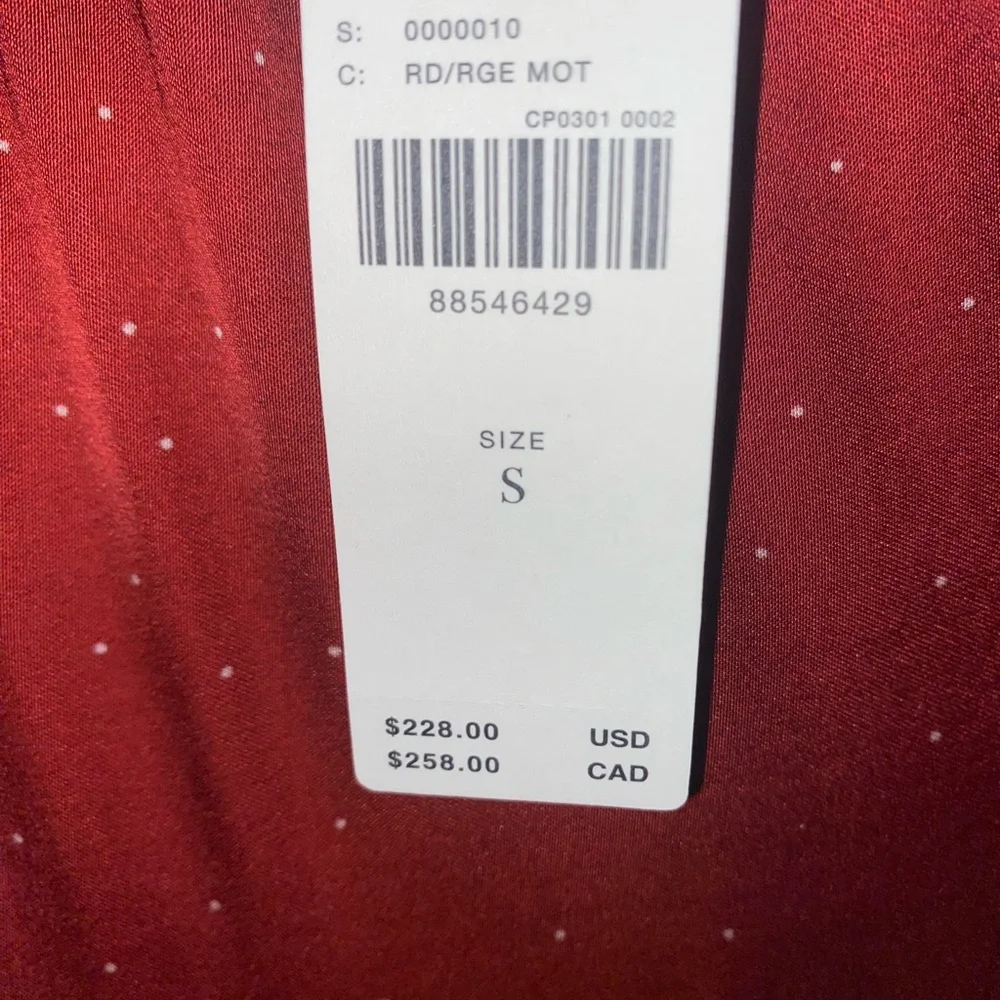 S: 0000010
C: RD/RGE MOT
CP0301 0002
88546429
SIZE
S
$228.00 USD
$258.00 CAD